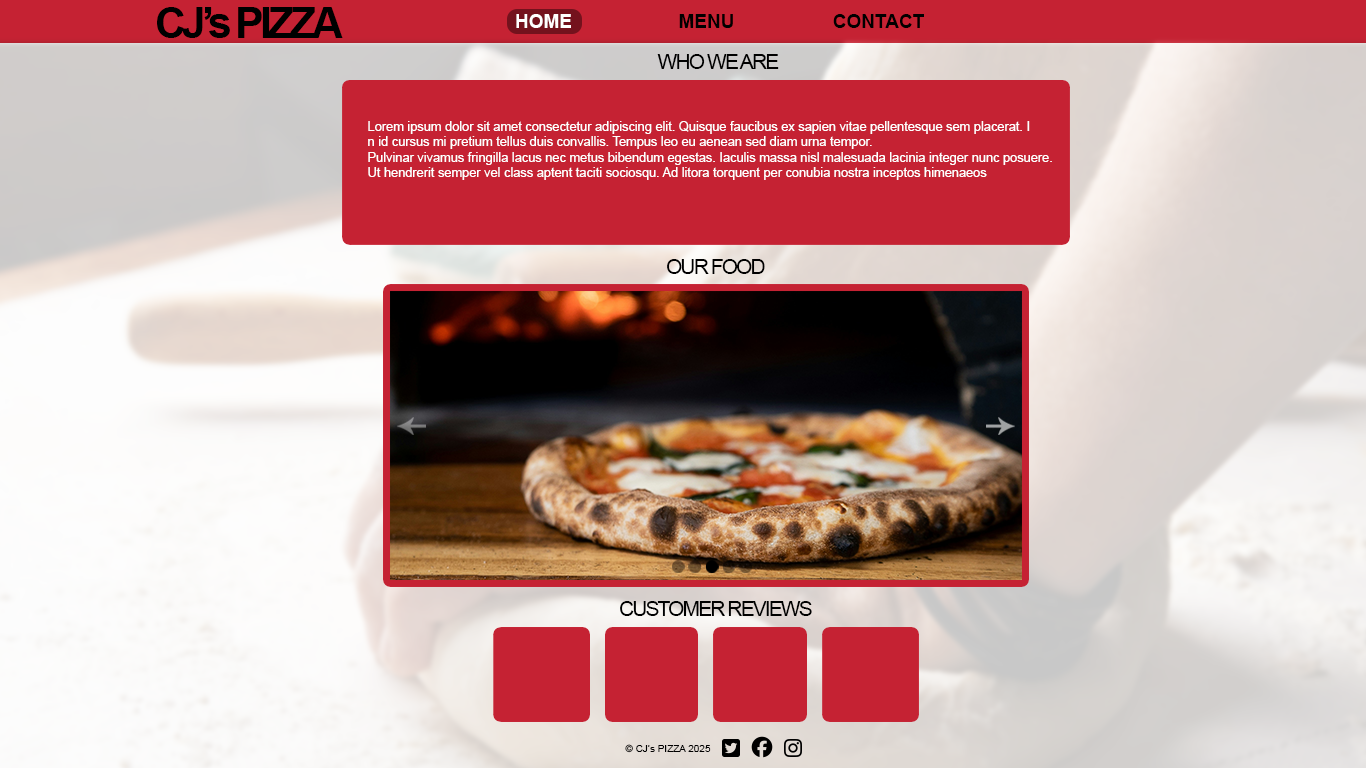 CJ's PIZZA
HOME
MENU
CONTACT
WHO WE ARE
Lorem ipsum dolor sit amet consectetur adipiscing elit. Quisque faucibus ex sapien vitae pellentesque sem placerat. I
n id cursus mi pretium tellus duis convallis. Tempus leo eu aenean sed diam urna tempor.
Pulvinar vivamus fringilla lacus nec metus bibendum egestas. Iaculis massa nisl malesuada lacinia integer nunc posuere.
Ut hendrerit semper vel class aptent taciti sociosqu. Ad litora torquent per conubia nostra inceptos himenaeos
OUR FOOD
CUSTOMER REVIEWS
© CJ's PIZZA 2025